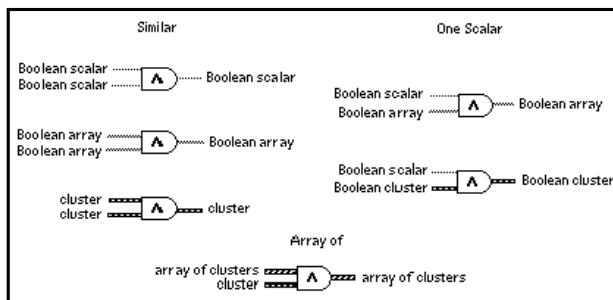 Similar
One Scalar
Boolean scalar
Boolean scalar
Boolean scalar
Boolean array
Boolean array
Boolean array
cluster
cluster
cluster
Boolean scalar
Boolean array
Boolean array
Boolean scalar
Boolean cluster
Boolean cluster
Array of
array of clusters
cluster
array of clusters